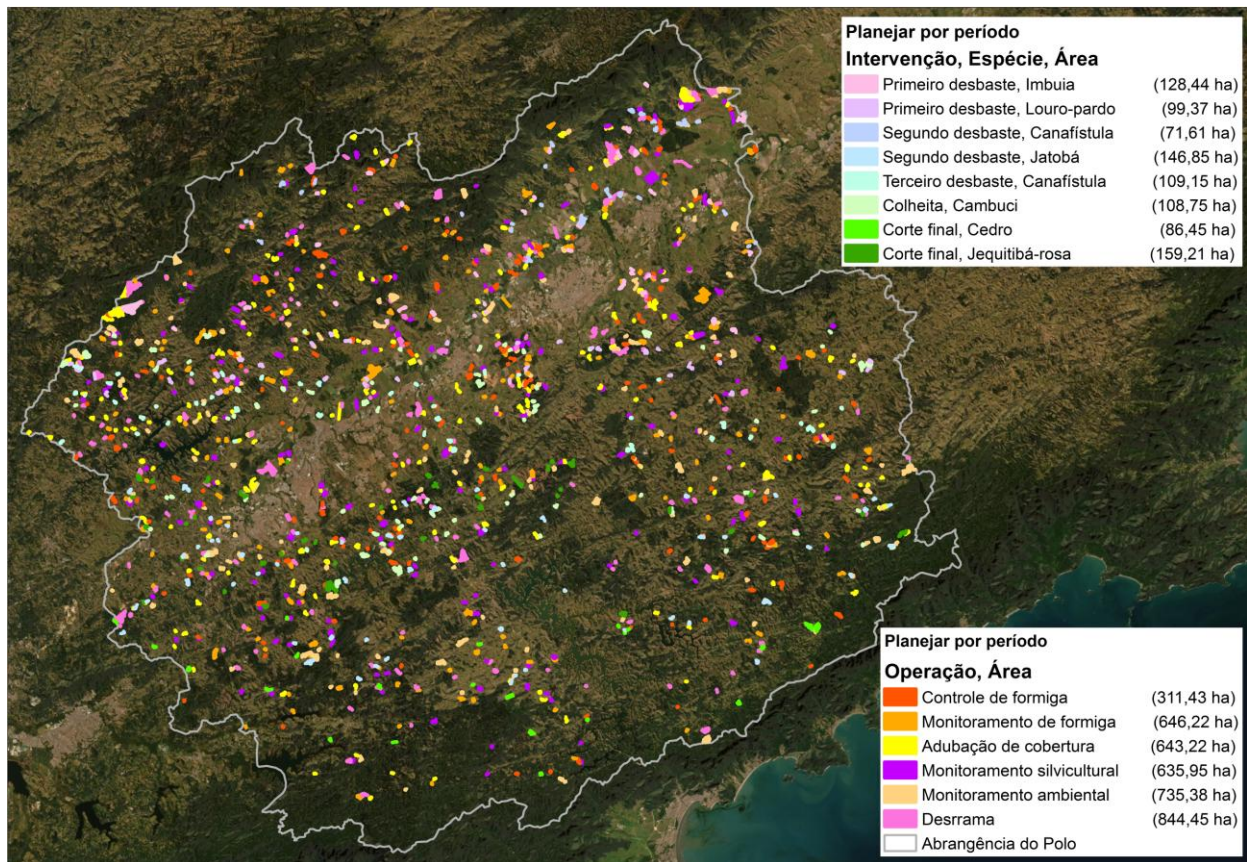 Planejar por período
Intervenção, Espécie, Área
Primeiro desbaste, Imbuia (128,44 ha)
Primeiro desbaste, Louro-pardo (99,37 ha)
Segundo desbaste, Canafístula (71,61 ha)
Segundo desbaste, Jatobá (146,85 ha)
Terceiro desbaste, Canafístula (109,15 ha)
Colheita, Cambuci (108,75 ha)
Corte final, Cedro (86,45 ha)
Corte final, Jequitibá-rosa (159,21 ha)
Planejar por período
Operação, Área
Controle de formiga (311,43 ha)
Monitoramento de formiga (646,22 ha)
Adubação de cobertura (643,22 ha)
Monitoramento silvicultural (635,95 ha)
Monitoramento ambiental (735,38 ha)
Desrrama (844,45 ha)
Abrangência do Polo